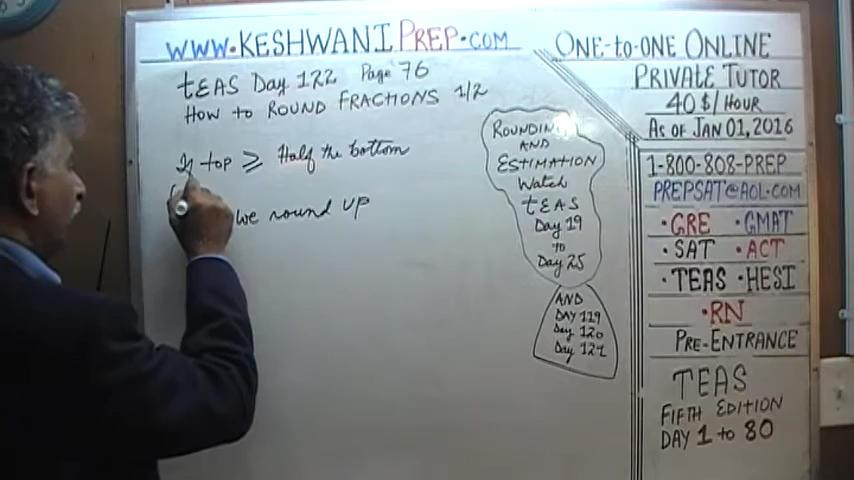 WWW.KESHWANIPREP.COM
TEAS Day 122 Page 76
HOW TO ROUND FRACTIONS 1/2
If top ≥ Half the bottom
we round UP
ROUNDING
AND
ESTIMATION
Watch
TEAS
Day 19
TO
Day 25
AND
DAY 119
Day 120
Day 121
ONE-TO-ONE ONLINE
PRIVATE TUTOR
40$/HOUR
AS OF JAN 01, 2016
1-800-808-PREP
PREPSAT@AOL.COM
•GRE •GMAT
•SAT •ACT
•TEAS •HESI
•RN
PRE-ENTRANCE
TEAS
FIFTH EDITION
DAY 1 TO 80